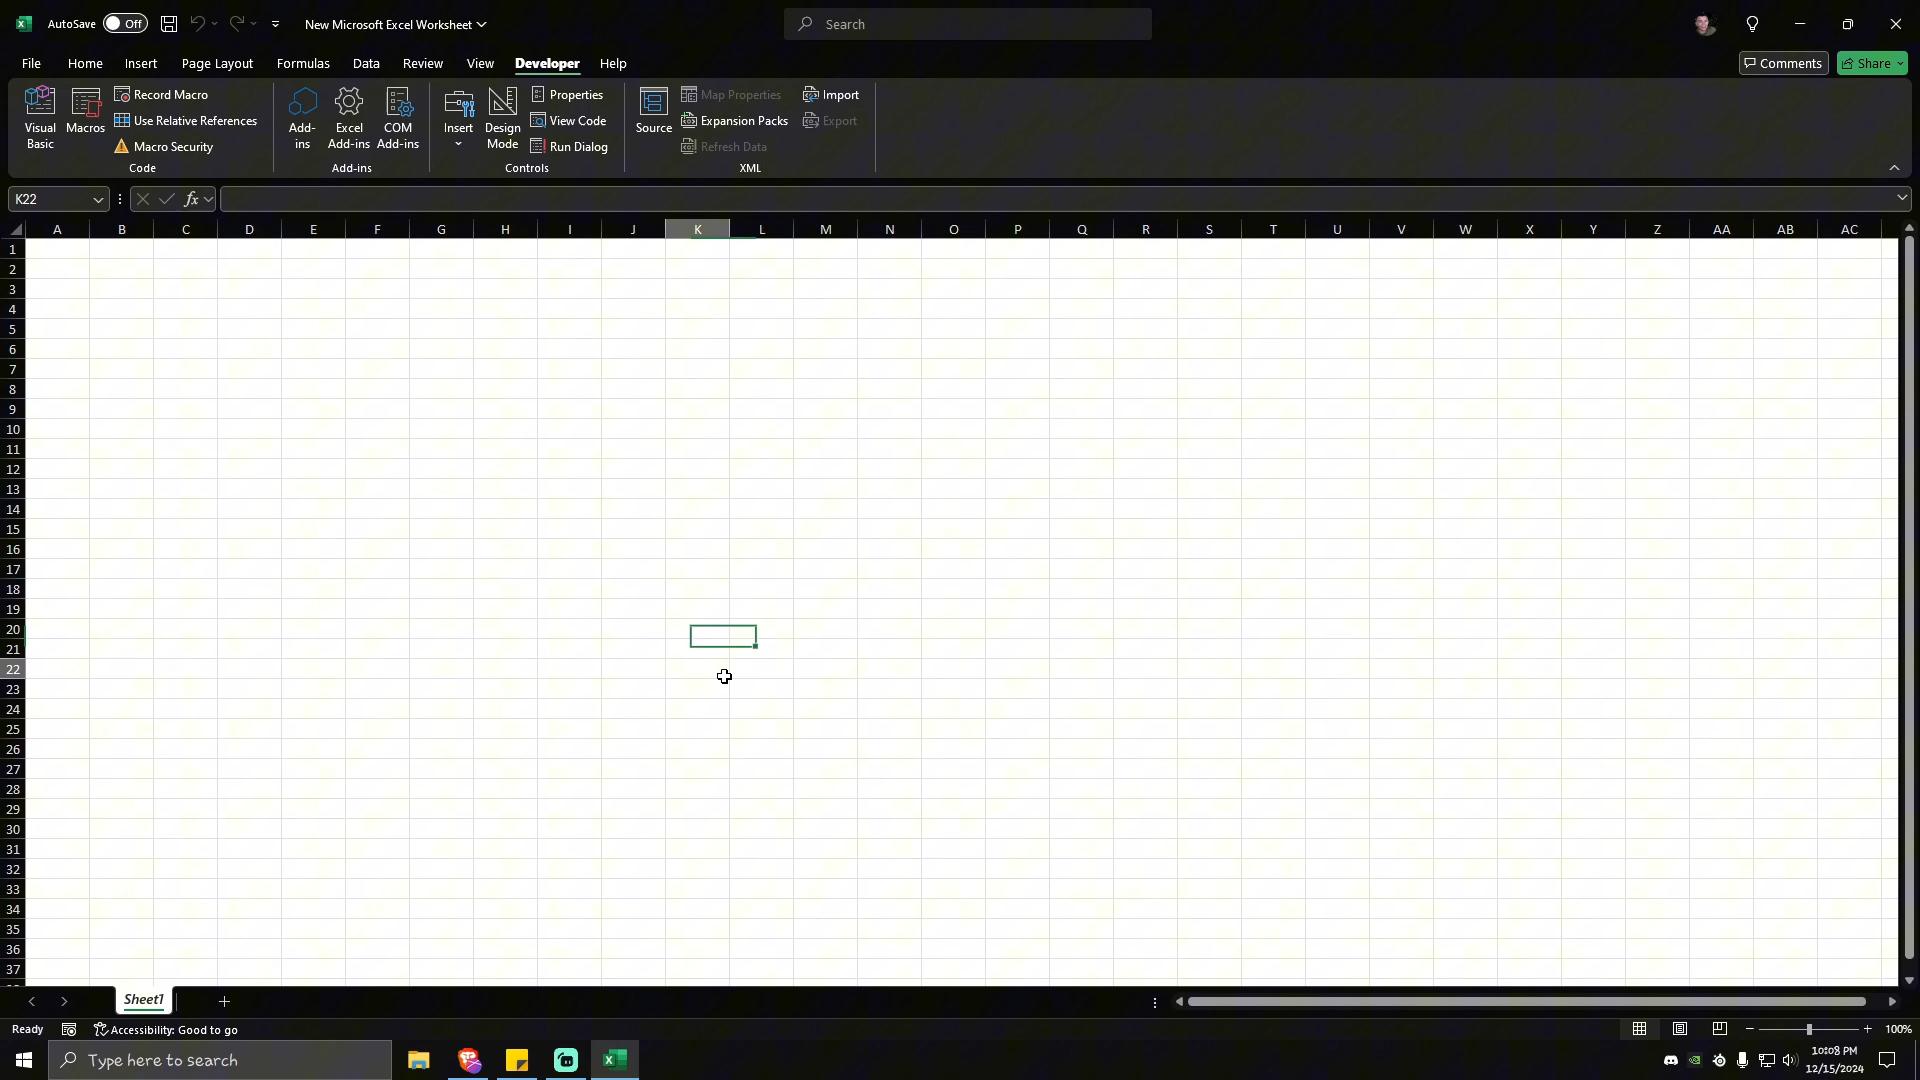 AutoSave Off New Microsoft Excel Worksheet Search
File Home Insert Page Layout Formulas Data Review View Developer Help Comments Share
Visual Basic
Macros
Record Macro
Use Relative References
Macro Security
Code
Add-ins
Excel Add-ins
COM Add-ins
Add-ins
Insert
Design Mode
Properties
View Code
Run Dialog
Controls
Source
Map Properties
Expansion Packs
Refresh Data
Import
Export
XML
K22 fx
A B C D E F G H I J K L M N O P Q R S T U V W X Y Z AA AB AC
1
2
3
4
5
6
7
8
9
10
11
12
13
14
15
16
17
18
19
20
21
22
23
24
25
26
27
28
29
30
31
32
33
34
35
36
37
Sheet1
Ready Accessibility: Good to go 100%
Type here to search
10:08 PM
12/15/2024